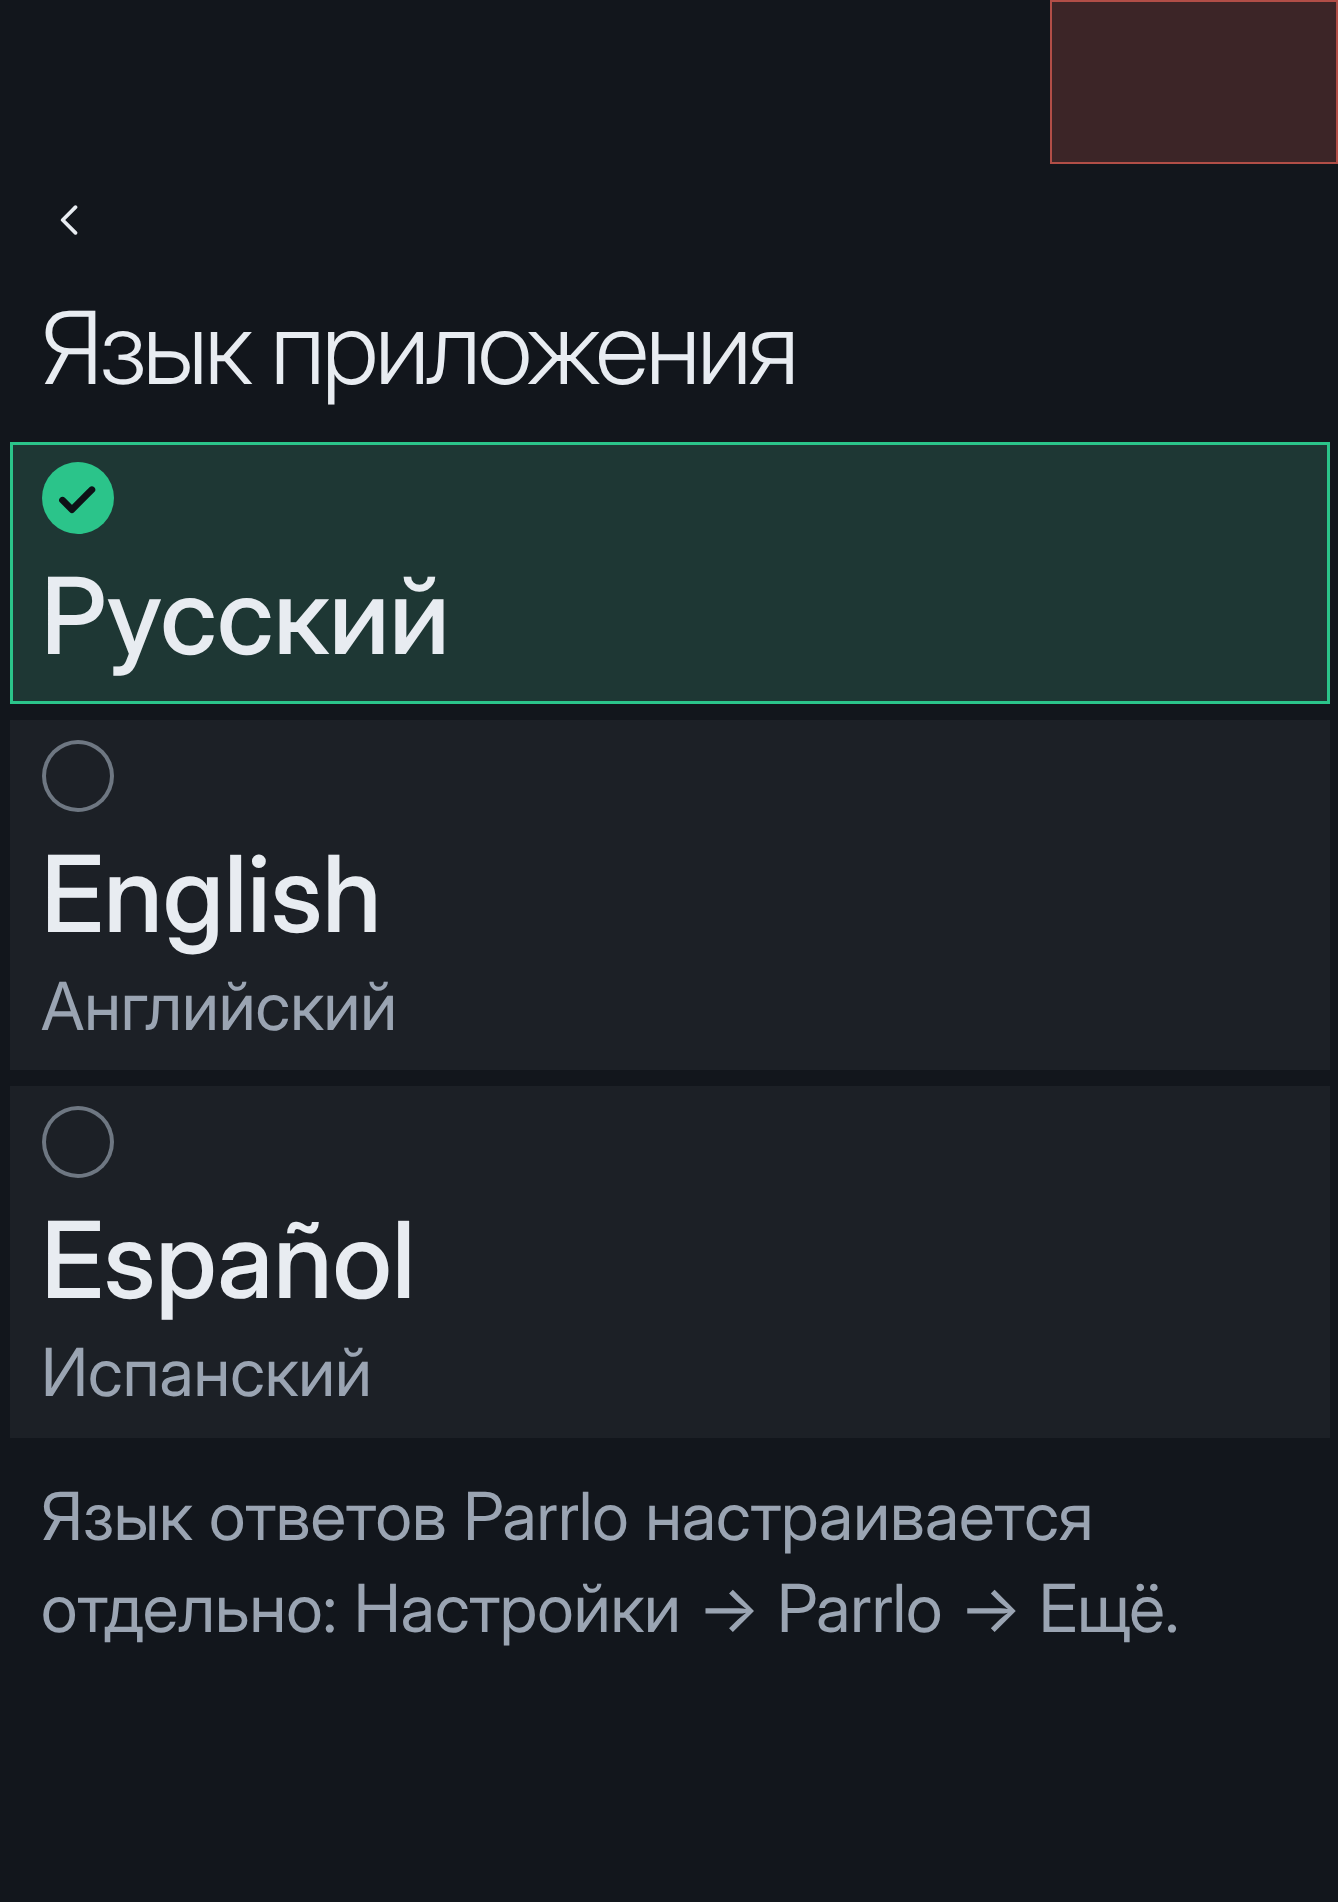 Язык приложения
Русский
English
Английский
Español
Испанский
Язык ответов Parrlo настраивается
отдельно: Настройки → Parrlo → Ещё.